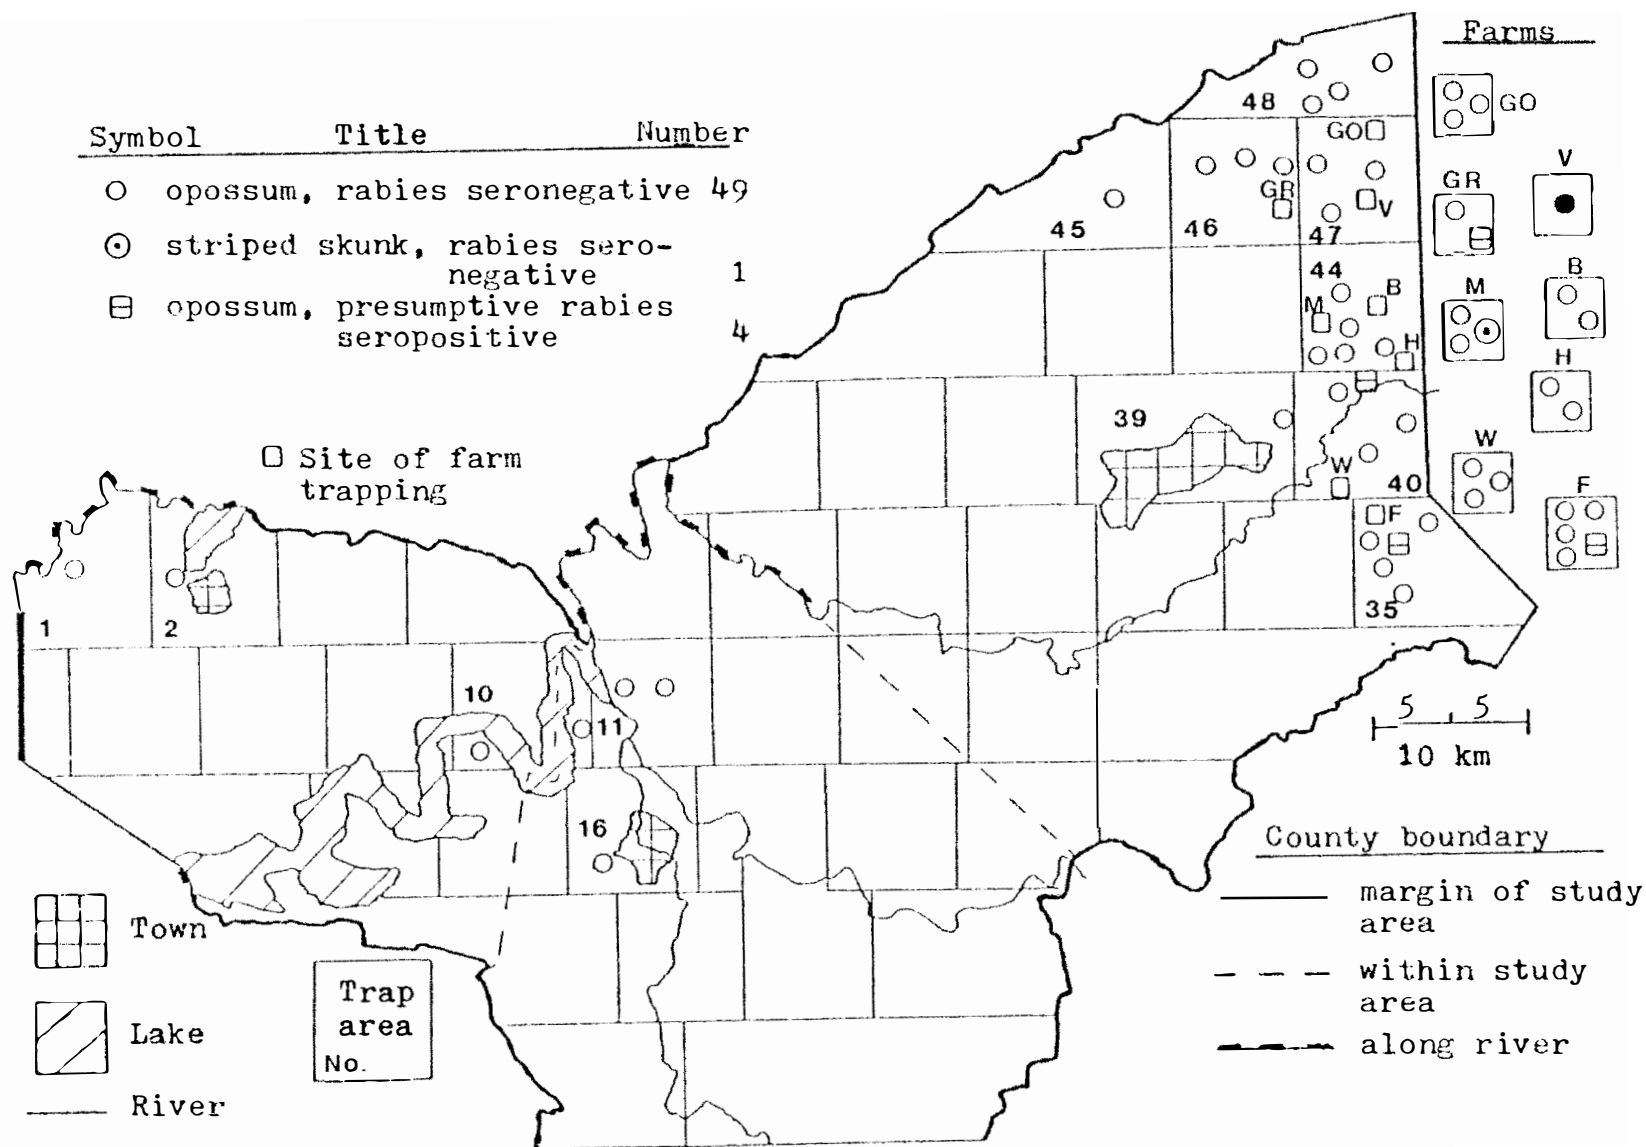 Symbol Title Number
opossum, rabies seronegative 49
striped skunk, rabies sero-
negative 1
opossum, presumptive rabies
seropositive 4
Site of farm
trapping
Farms
GO
V
GR
B
M
H
W
F
48
GO
GR
V
45
46
47
44
M
B
H
39
W
40
F
35
1
2
10
11
16
5 5
10 km
County boundary
margin of study
area
within study
area
along river
Town
Lake
River
Trap
area
No.